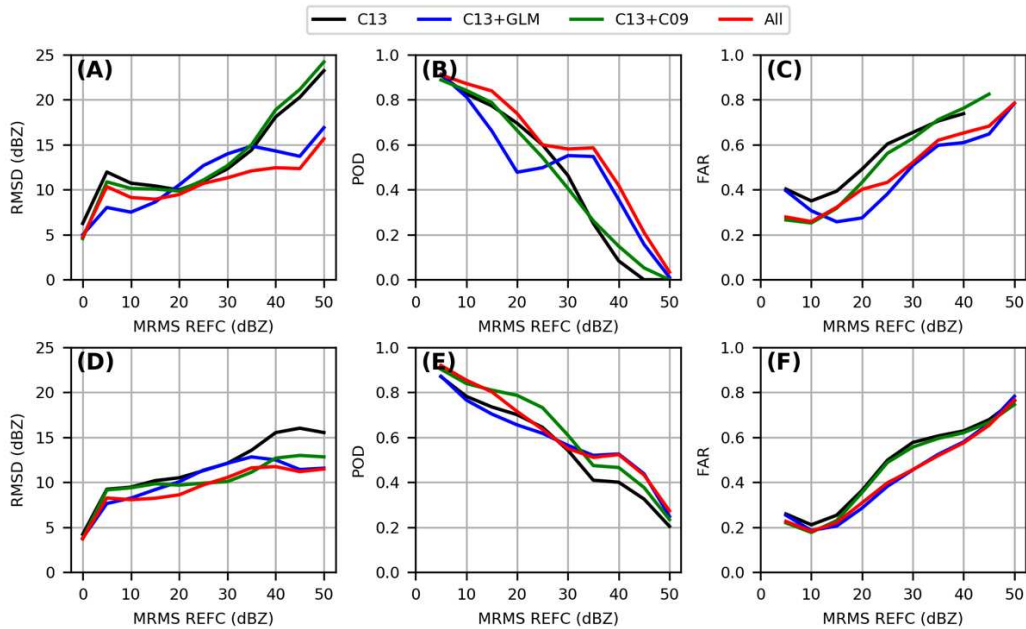 C13 C13+GLM C13+C09 All
(A) (B) (C)
25 1.0 1.0
20 0.8 0.8
15 0.6 0.6
10 0.4 0.4
5 0.2 0.2
0 0.0 0.0
RMSD (dBZ) POD FAR
0 10 20 30 40 50 0 10 20 30 40 50 0 10 20 30 40 50
MRMS REFC (dBZ) MRMS REFC (dBZ) MRMS REFC (dBZ)
(D) (E) (F)
25 1.0 1.0
20 0.8 0.8
15 0.6 0.6
10 0.4 0.4
5 0.2 0.2
0 0.0 0.0
RMSD (dBZ) POD FAR
0 10 20 30 40 50 0 10 20 30 40 50 0 10 20 30 40 50
MRMS REFC (dBZ) MRMS REFC (dBZ) MRMS REFC (dBZ)